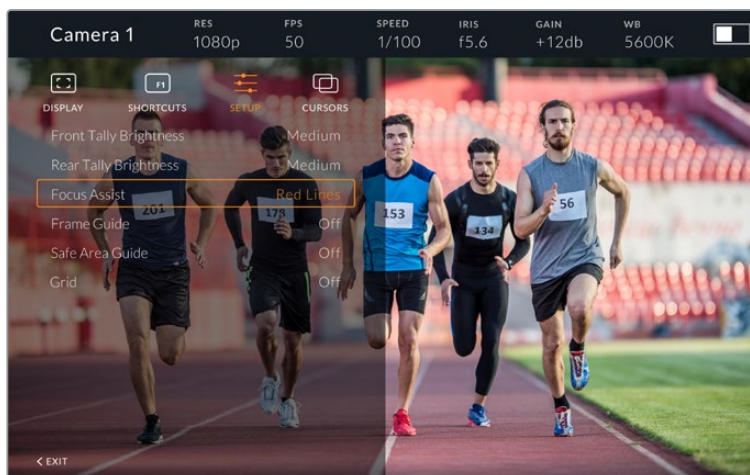 Camera 1
RES FPS SPEED IRIS GAIN WB
1080p 50 1/100 f5.6 +12db 5600K
F1
DISPLAY SHORTCUTS SETUP CURSORS
Front Tally Brightness Medium
Rear Tally Brightness Medium
Focus Assist Red Lines
Frame Guide Off
Safe Area Guide Off
Grid Off
201
178
153
134
56
< EXIT